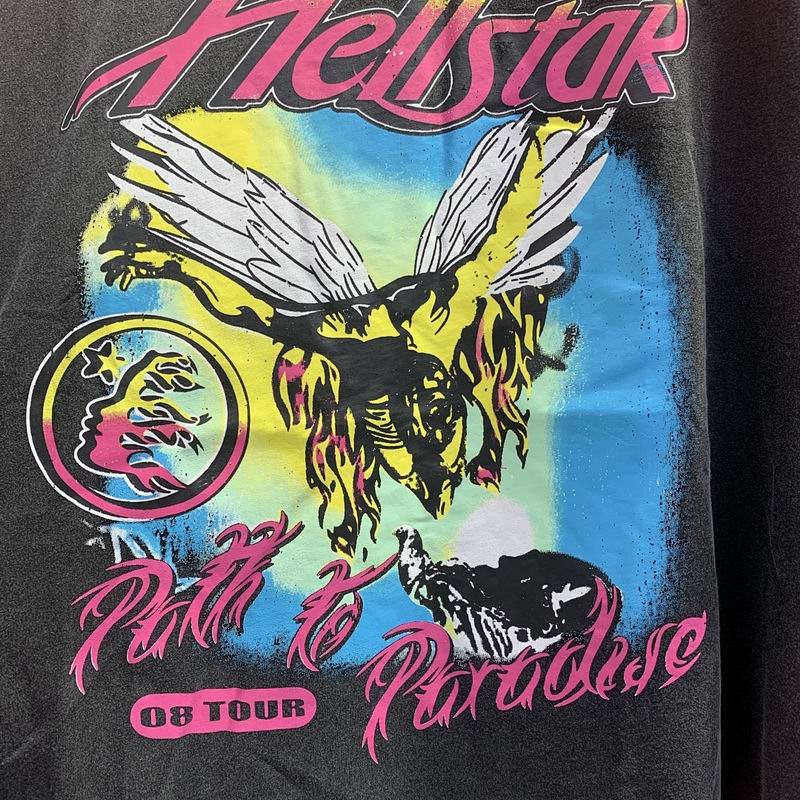 Hellstar
Path to
Paradise
08 TOUR